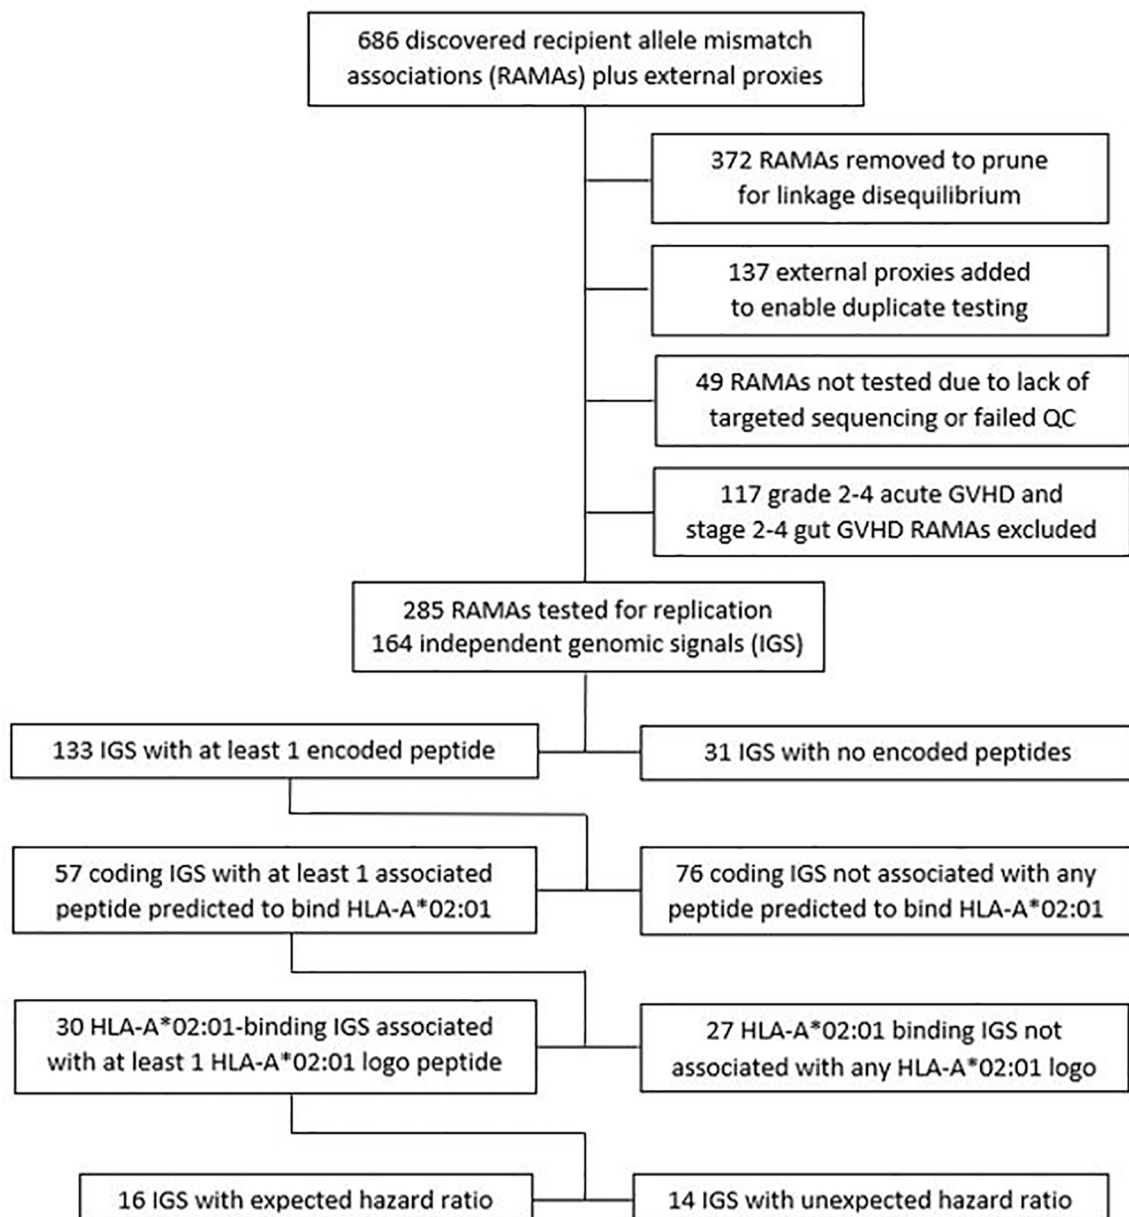 686 discovered recipient allele mismatch
associations (RAMAs) plus external proxies
372 RAMAs removed to prune
for linkage disequilibrium
137 external proxies added
to enable duplicate testing
49 RAMAs not tested due to lack of
targeted sequencing or failed QC
117 grade 2-4 acute GVHD and
stage 2-4 gut GVHD RAMAs excluded
285 RAMAs tested for replication
164 independent genomic signals (IGS)
133 IGS with at least 1 encoded peptide
31 IGS with no encoded peptides
57 coding IGS with at least 1 associated
peptide predicted to bind HLA-A*02:01
76 coding IGS not associated with any
peptide predicted to bind HLA-A*02:01
30 HLA-A*02:01-binding IGS associated
with at least 1 HLA-A*02:01 logo peptide
27 HLA-A*02:01 binding IGS not
associated with any HLA-A*02:01 logo
16 IGS with expected hazard ratio
14 IGS with unexpected hazard ratio